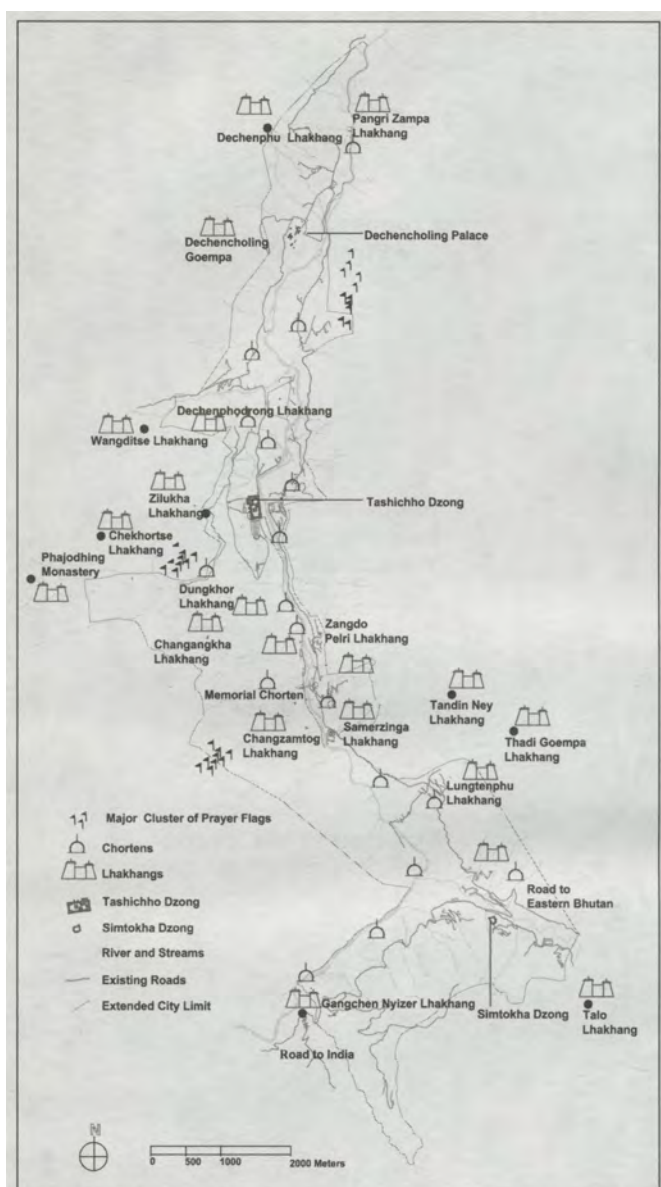 Pangri Zampa
Lhakhang
Dechenphu Lhakhang
Dechencholing
Goempa
Dechencholing Palace
Dechenphodrong Lhakhang
Wangditse Lhakhang
Zilukha
Lhakhang
Tashichho Dzong
Chekhortse
Lhakhang
Phajodhing
Monastery
Dungkhor
Lhakhang
Changangkha
Lhakhang
Zangdo
Pelri Lhakhang
Memorial Chorten
Changzamtog
Lhakhang
Samerzinga
Lhakhang
Tandin Ney
Lhakhang
Thadi Goempa
Lhakhang
Lungtenphu
Lhakhang
Road to
Eastern Bhutan
Major Cluster of Prayer Flags
Chortens
Lhakhangs
Tashichho Dzong
Simtokha Dzong
River and Streams
Existing Roads
Extended City Limit
Gangchen Nyizer Lhakhang
Simtokha Dzong
Talo
Lhakhang
Road to India
N
0 500 1000 2000 Meters